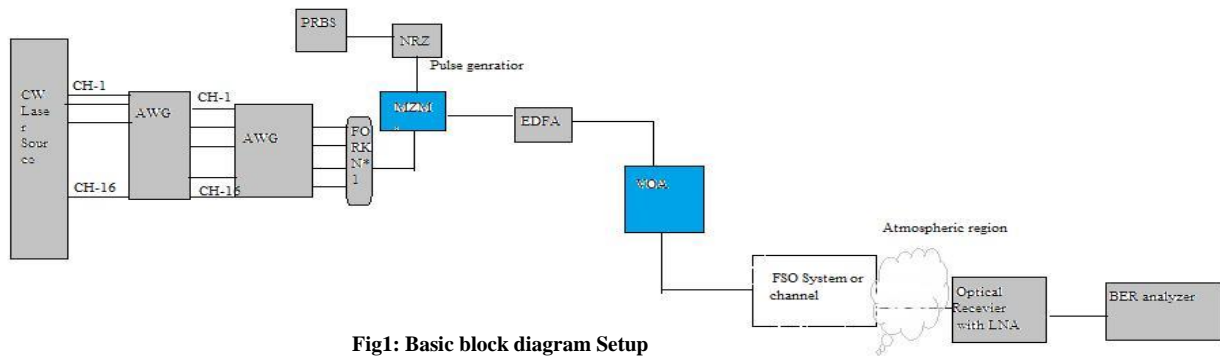 PRBS
NRZ
Pulse genratior
CH-1
CH-1
CW
Lase
r
Sour
ce
AWG
AWG
FO
RK
N*
1
MZM
EDFA
CH-16
CH-16
VOA
Atmospheric region
FSO System or
channel
Optical
Recevier
with LNA
BER analyzer
Fig1: Basic block diagram Setup